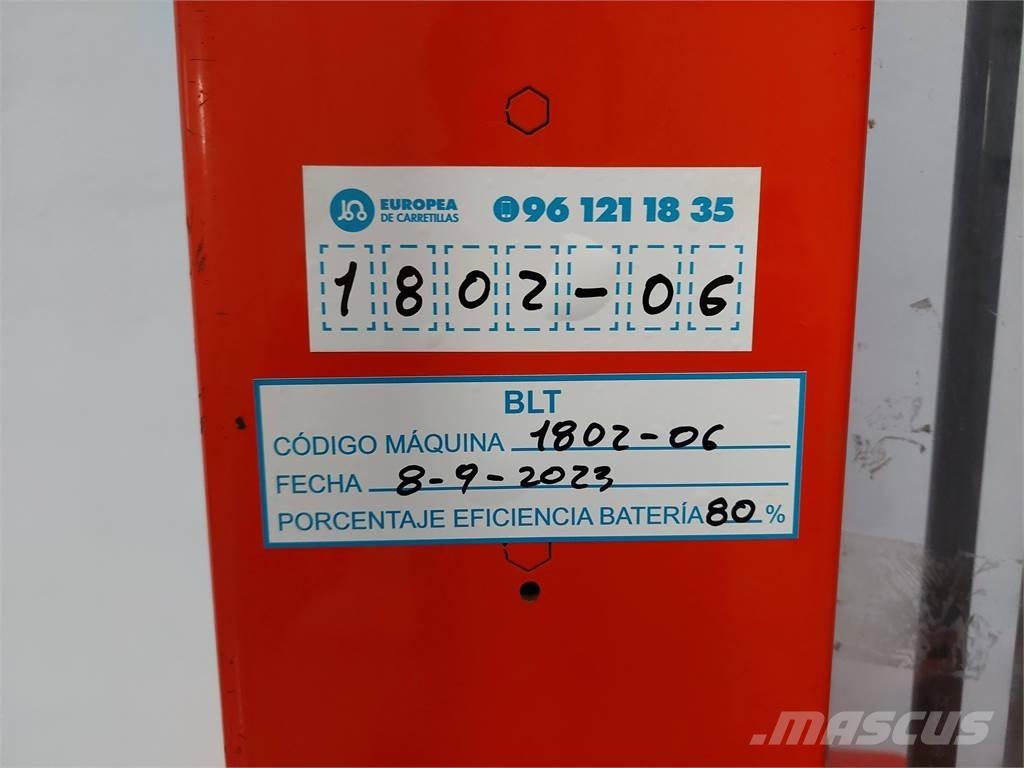 EUROPEA
DE CARRETILLAS
96 121 18 35
1802-06
BLT
CÓDIGO MÁQUINA 1802-06
FECHA 8-9-2023
PORCENTAJE EFICIENCIA BATERÍA 80 %
MASCUS